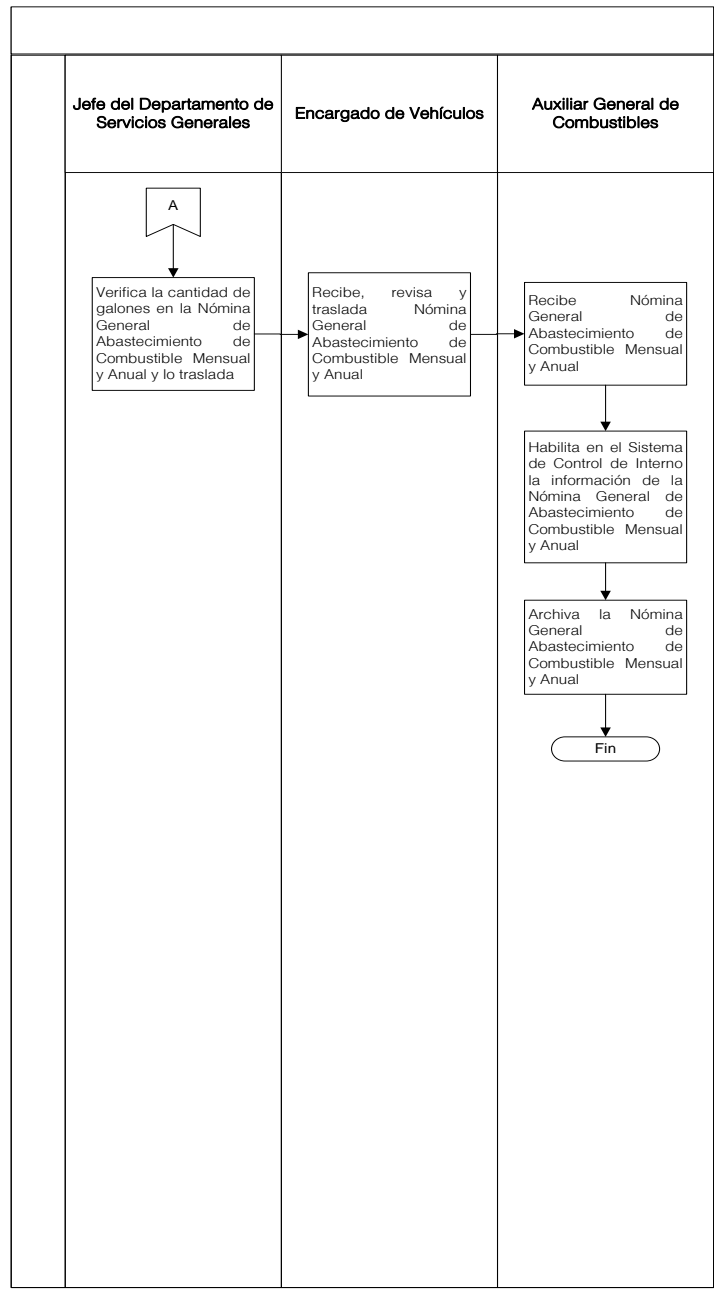 Jefe del Departamento de
Servicios Generales
Encargado de Vehículos
Auxiliar General de
Combustibles
A
Verifica la cantidad de
galones en la Nómina
General de
Abastecimiento de
Combustible Mensual
y Anual y lo traslada
Recibe, revisa y
traslada Nómina
General de
Abastecimiento de
Combustible Mensual
y Anual
Recibe Nómina
General de
Abastecimiento de
Combustible Mensual
y Anual
Habilita en el Sistema
de Control de Interno
la información de la
Nómina General de
Abastecimiento de
Combustible Mensual
y Anual
Archiva la Nómina
General de
Abastecimiento de
Combustible Mensual
y Anual
Fin